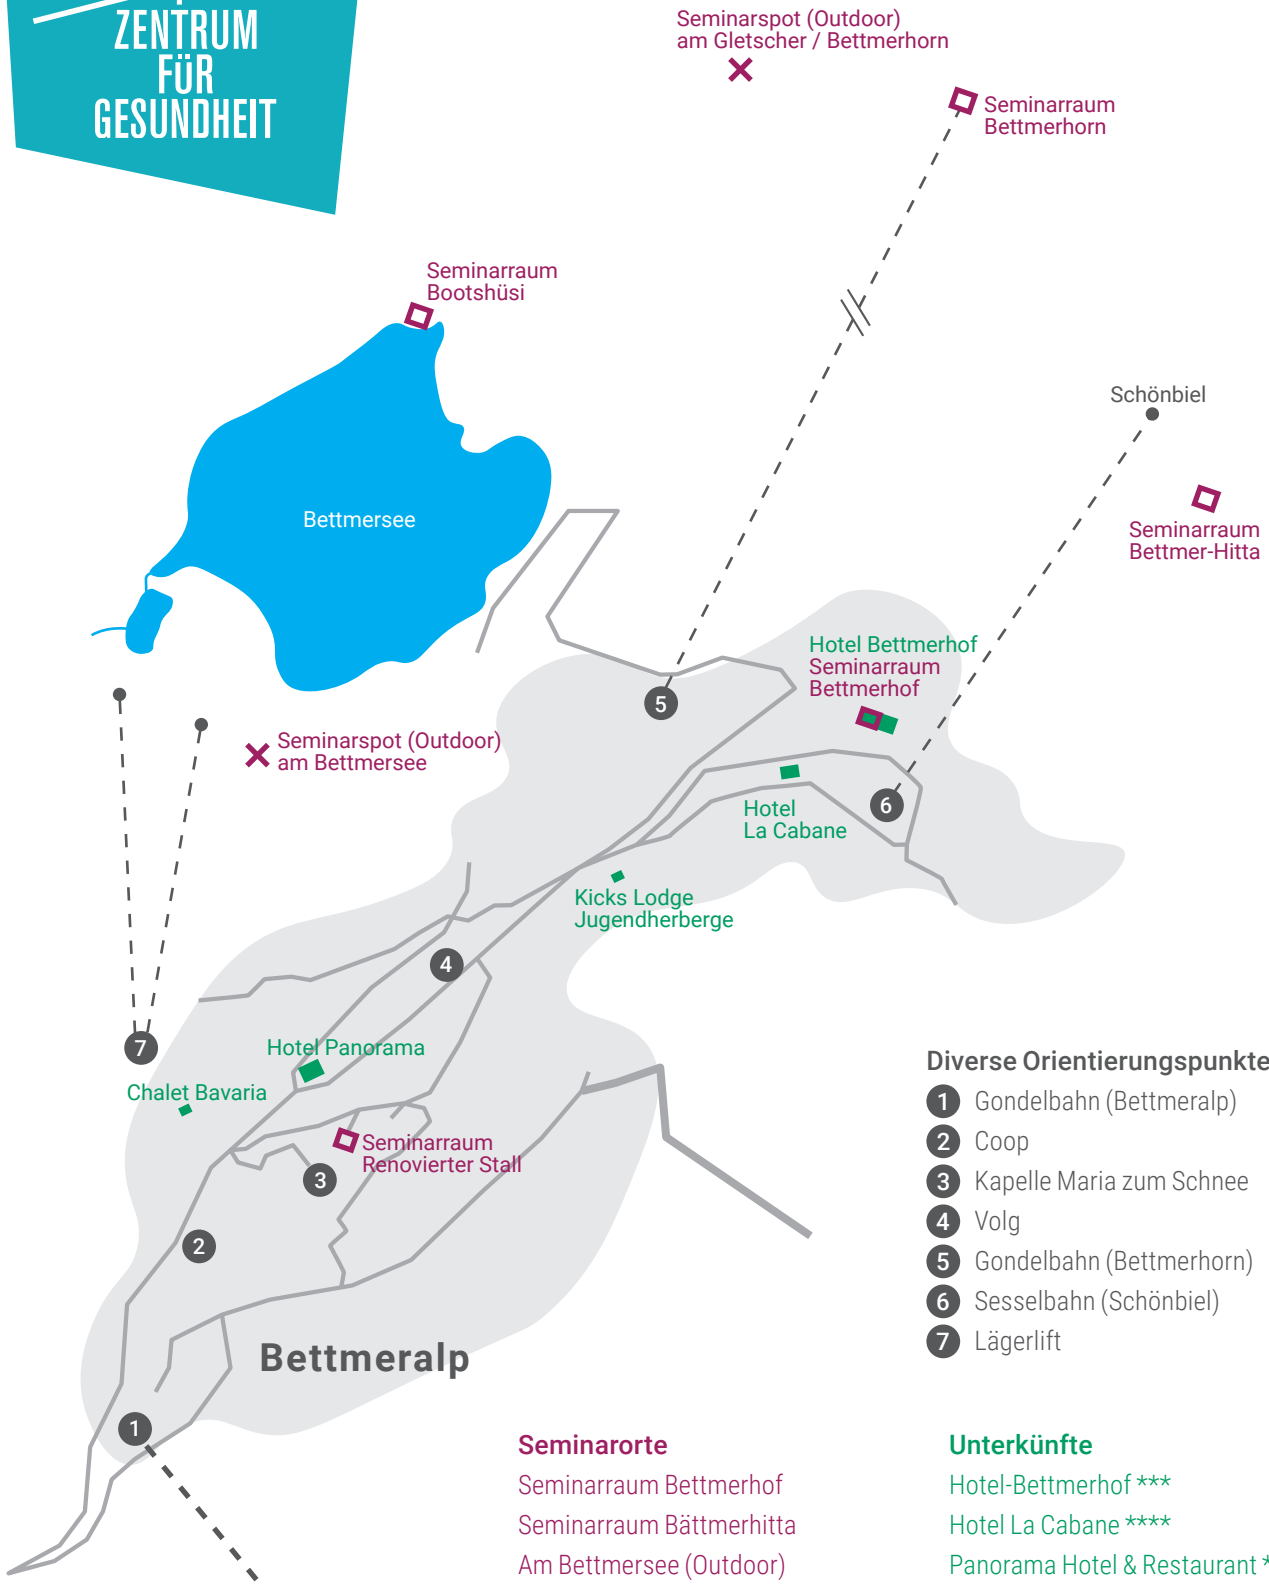 ZENTRUM
FÜR
GESUNDHEIT
Seminarspot (Outdoor)
am Gletscher / Bettmerhorn
Seminarraum
Bettmerhorn
Seminarraum
Bootshüsi
Schönbiel
Bettmersee
Seminarraum
Bettmer-Hitta
Hotel Bettmerhof
Seminarraum
Bettmerhof
5
Seminarspot (Outdoor)
am Bettmersee
6
Hotel
La Cabane
Kicks Lodge
Jugendherberge
4
7
Hotel Panorama
Chalet Bavaria
Seminarraum
Renovierter Stall
3
2
Bettmeralp
1
Diverse Orientierungspunkte
1 Gondelbahn (Bettmeralp)
2 Coop
3 Kapelle Maria zum Schnee
4 Volg
5 Gondelbahn (Bettmerhorn)
6 Sesselbahn (Schönbiel)
7 Lägerlift
Seminarorte
Seminarraum Bettmerhof
Seminarraum Bättmerhitta
Am Bettmersee (Outdoor)
Unterkünfte
Hotel-Bettmerhof ***
Hotel La Cabane ****
Panorama Hotel & Restaurant *